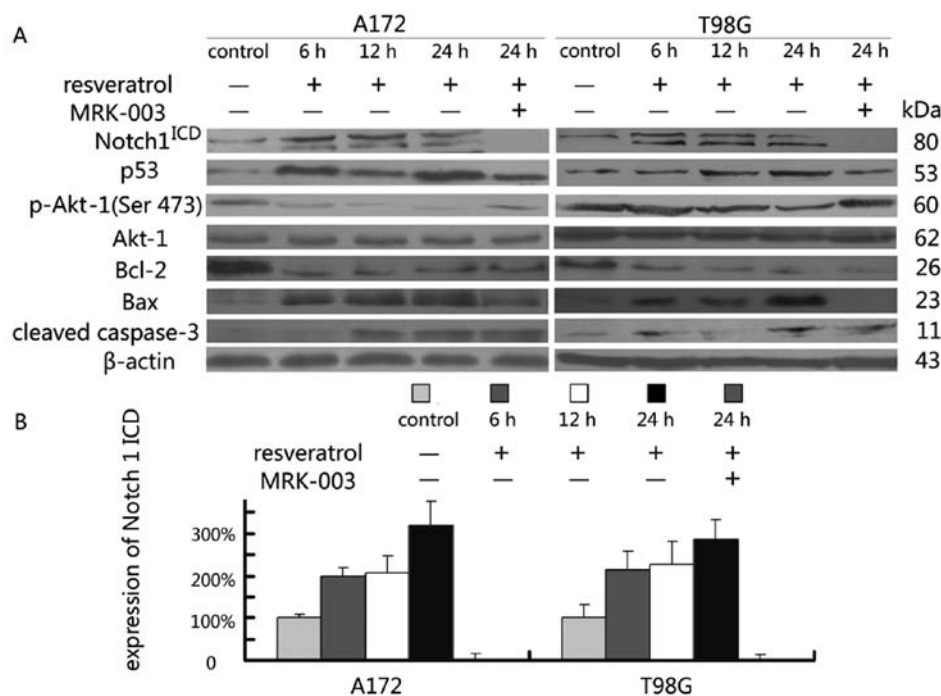 A
A172 T98G
control 6 h 12 h 24 h 24 h control 6 h 12 h 24 h 24 h
resveratrol — + + + + — + + + +
MRK-003 — — — — + — — — — + kDa
Notch1ICD 80
p53 53
p-Akt-1(Ser 473) 60
Akt-1 62
Bcl-2 26
Bax 23
cleaved caspase-3 11
β-actin 43
B
control 6 h 12 h 24 h 24 h
resveratrol — + + + +
MRK-003 — — — — +
expression of Notch 1 ICD
300%
200%
100%
0
A172 T98G